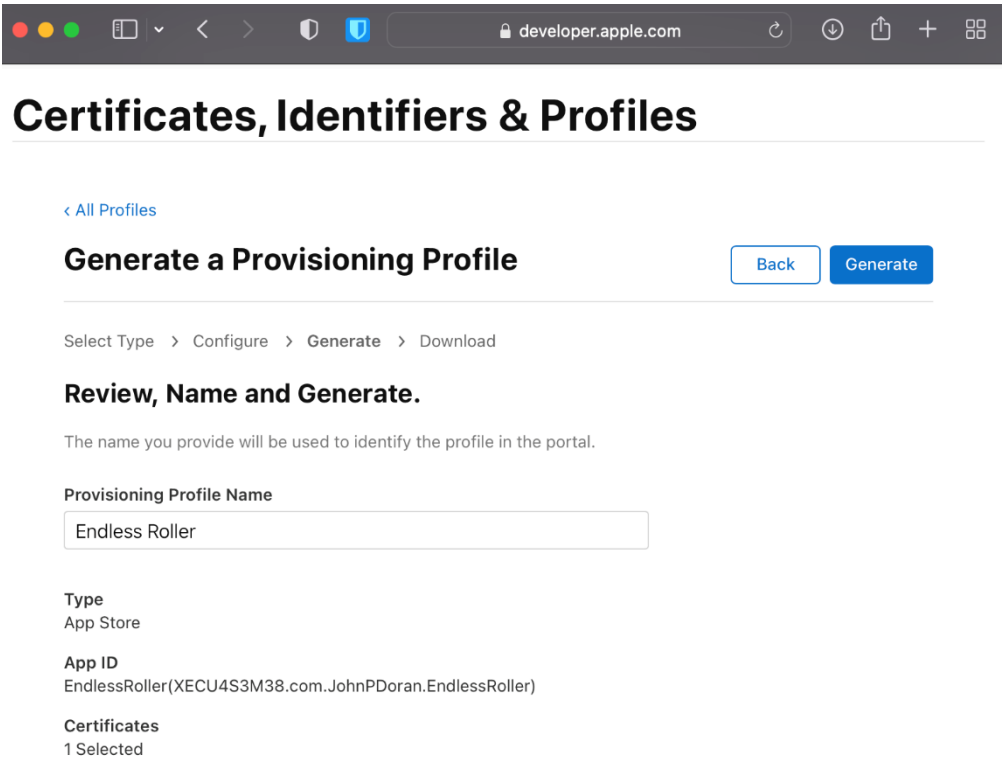 developer.apple.com
Certificates, Identifiers & Profiles
‹ All Profiles
Generate a Provisioning Profile
Back
Generate
Select Type > Configure > Generate > Download
Review, Name and Generate.
The name you provide will be used to identify the profile in the portal.
Provisioning Profile Name
Endless Roller
Type
App Store
App ID
EndlessRoller(XECU4S3M38.com.JohnPDoran.EndlessRoller)
Certificates
1 Selected